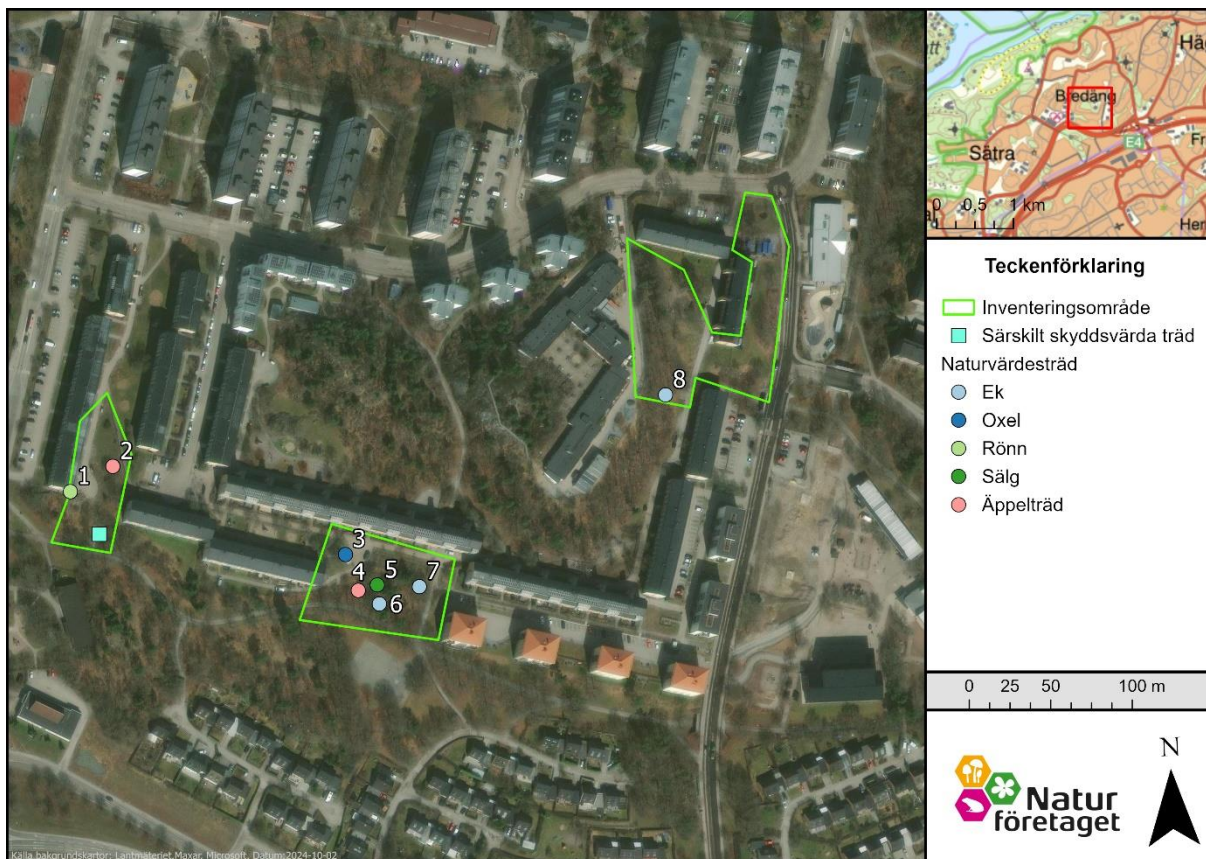 1
2
3
4
5
6
7
8
Källa bakgrundskartor: Lantmäteriet, Maxar, Microsoft, Datum:2024-10-02
Bredäng
Sätra
E4
Fr
Her
0 0,5 1 km
Teckenförklaring
Inventeringsområde
Särskilt skyddsvärda träd
Naturvärdesträd
Ek
Oxel
Rönn
Sälg
Äppelträd
0 25 50 100 m
Natur
företaget
N